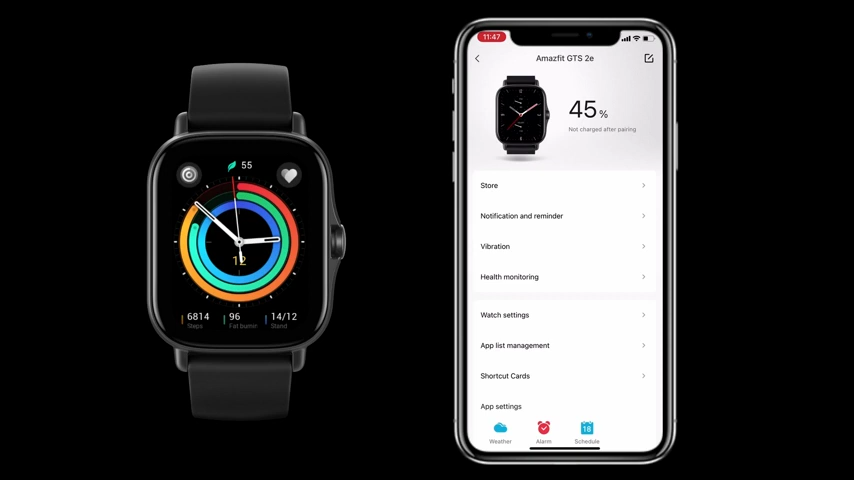 55
12
6814
96
14/12
Steps
Fat burnin
Stand
11:47
Amazfit GTS 2e
45%
Not charged after pairing
Store
Notification and reminder
Vibration
Health monitoring
Watch settings
App list management
Shortcut Cards
App settings
18
Weather
Alarm
Schedule